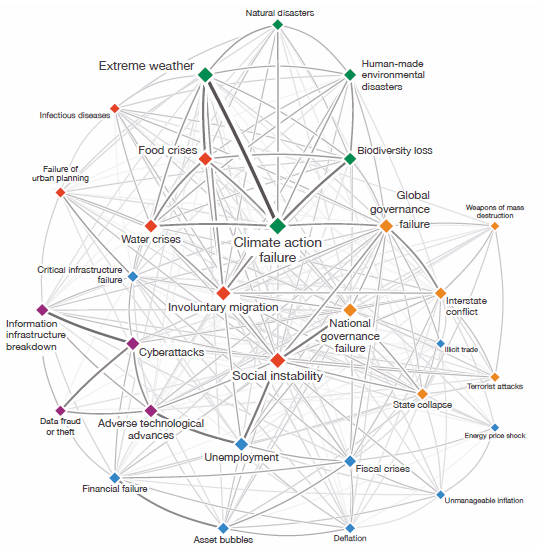 Natural disasters
Extreme weather
Human-made
environmental
disasters
Infectious diseases
Food crises
Biodiversity loss
Failure of
urban planning
Global
governance
failure
Weapons of mass
destruction
Water crises
Climate action
failure
Critical infrastructure
failure
Involuntary migration
Interstate
conflict
Information
infrastructure
breakdown
National
governance
failure
Cyberattacks
Illicit trade
Social instability
Terrorist attacks
State collapse
Data fraud
or theft
Adverse technological
advances
Energy price shock
Unemployment
Fiscal crises
Financial failure
Unmanageable inflation
Asset bubbles
Deflation